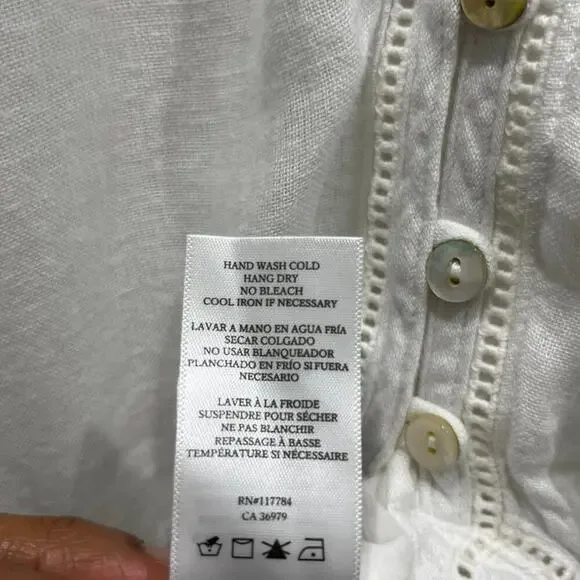 HAND WASH COLD
HANG DRY
NO BLEACH
COOL IRON IF NECESSARY
LAVAR A MANO EN AGUA FRÍA
SECAR COLGADO
NO USAR BLANQUEADOR
PLANCHADO EN FRÍO SI FUERA
NECESARIO
LAVER À LA FROIDE
SUSPENDRE POUR SÉCHER
NE PAS BLANCHIR
REPASSAGE À BASSE
TEMPÉRATURE SI NÉCESSAIRE
RN#117784
CA 36979